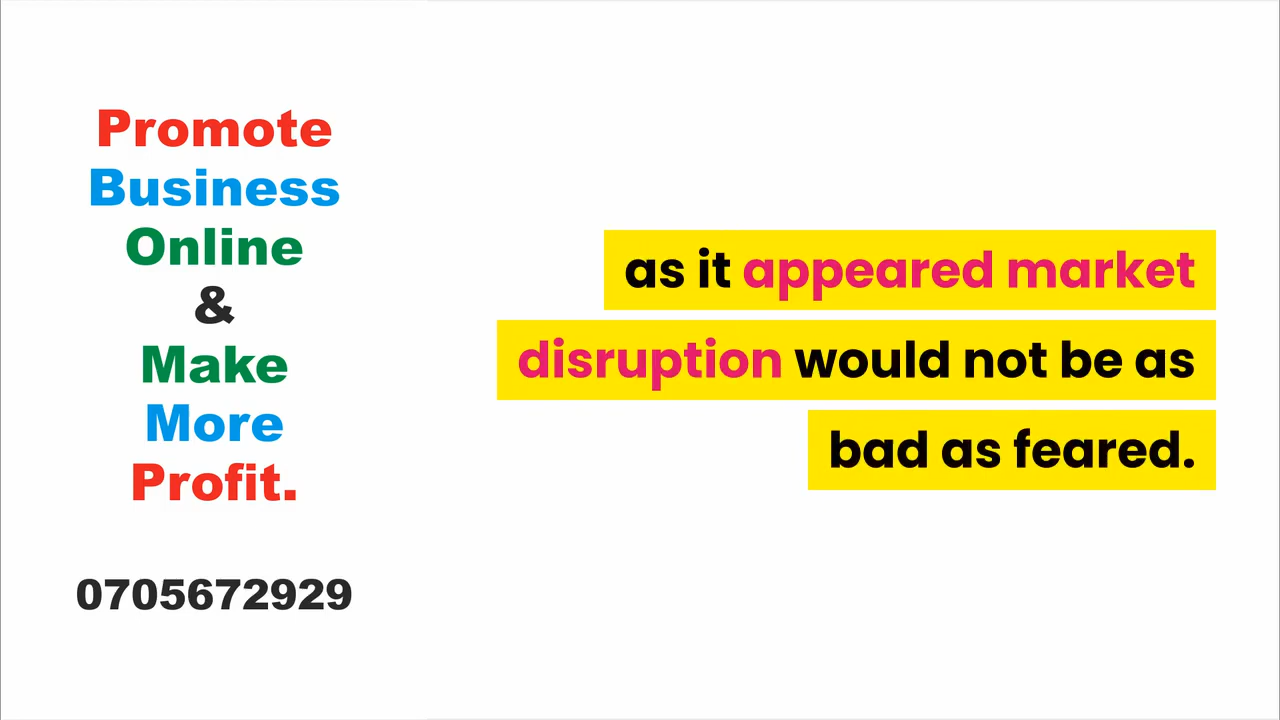 Promote
Business
Online
&
Make
More
Profit.
0705672929
as it appeared market
disruption would not be as
bad as feared.